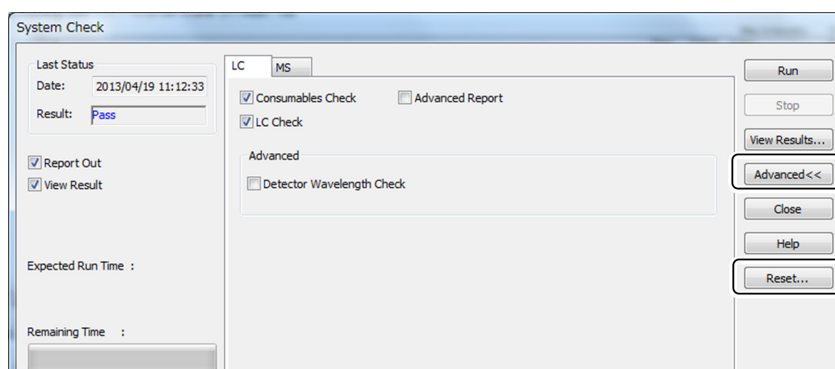 System Check
Last Status
Date: 2013/04/19 11:12:33
Result: Pass
Report Out
View Result
Expected Run Time :
Remaining Time :
LC MS
Consumables Check Advanced Report
LC Check
Advanced
Detector Wavelength Check
Run
Stop
View Results...
Advanced<<
Close
Help
Reset...